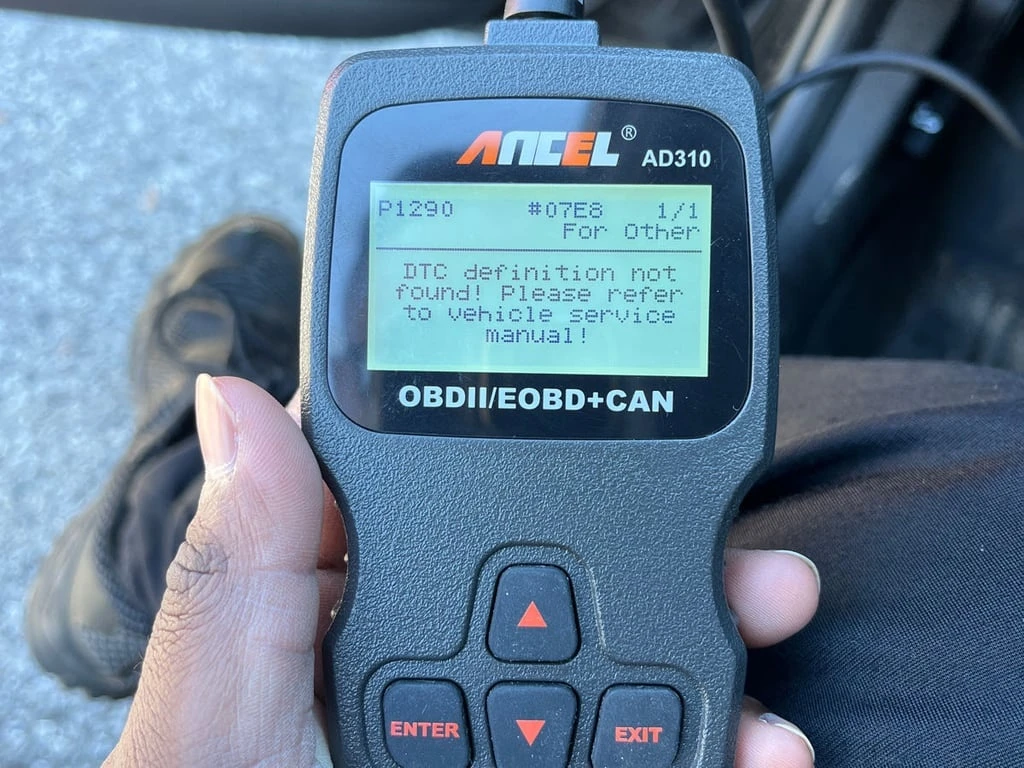 ANCEL®
AD310
P1290 #07E8 1/1
For Other
DTC definition not
found! Please refer
to vehicle service
manual!
OBDII/EOBD+CAN
ENTER
EXIT